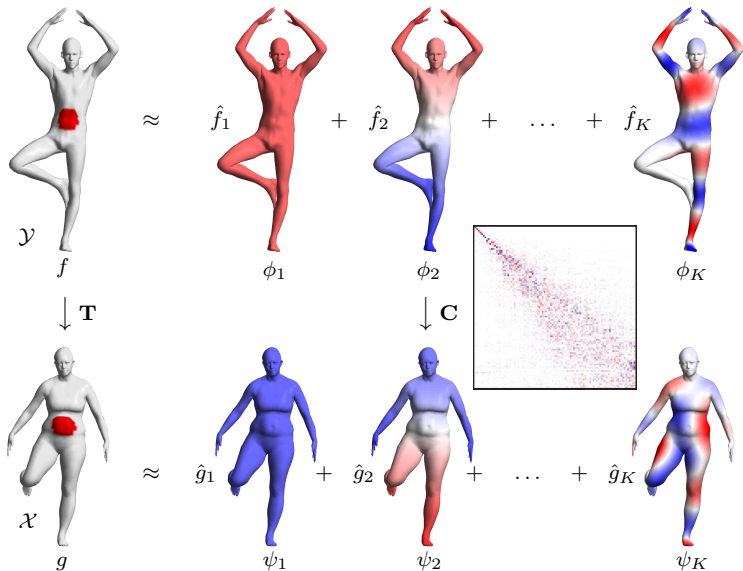 ≈ f̂₁ + f̂₂ + … + f̂_K
𝒴
f ϕ₁ ϕ₂ ϕ_K
↓ T ↓ C
≈ ĝ₁ + ĝ₂ + … + ĝ_K
𝒳
g ψ₁ ψ₂ ψ_K